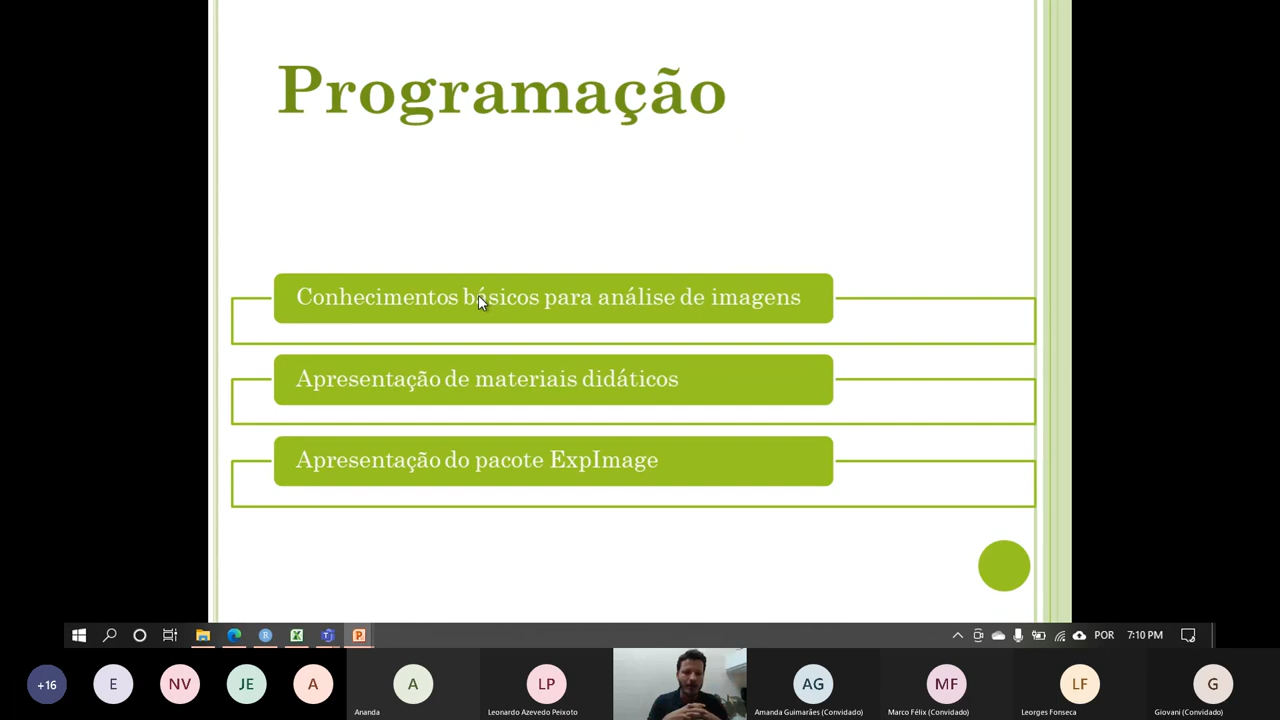 Programação
Conhecimentos básicos para análise de imagens
Apresentação de materiais didáticos
Apresentação do pacote ExpImage
POR
7:10 PM
+16
E
NV
JE
A
A
LP
AG
MF
LF
G
Ananda
Leonardo Azevedo Peixoto
Amanda Guimarães (Convidado)
Marco Félix (Convidado)
Leorges Fonseca
Giovani (Convidado)